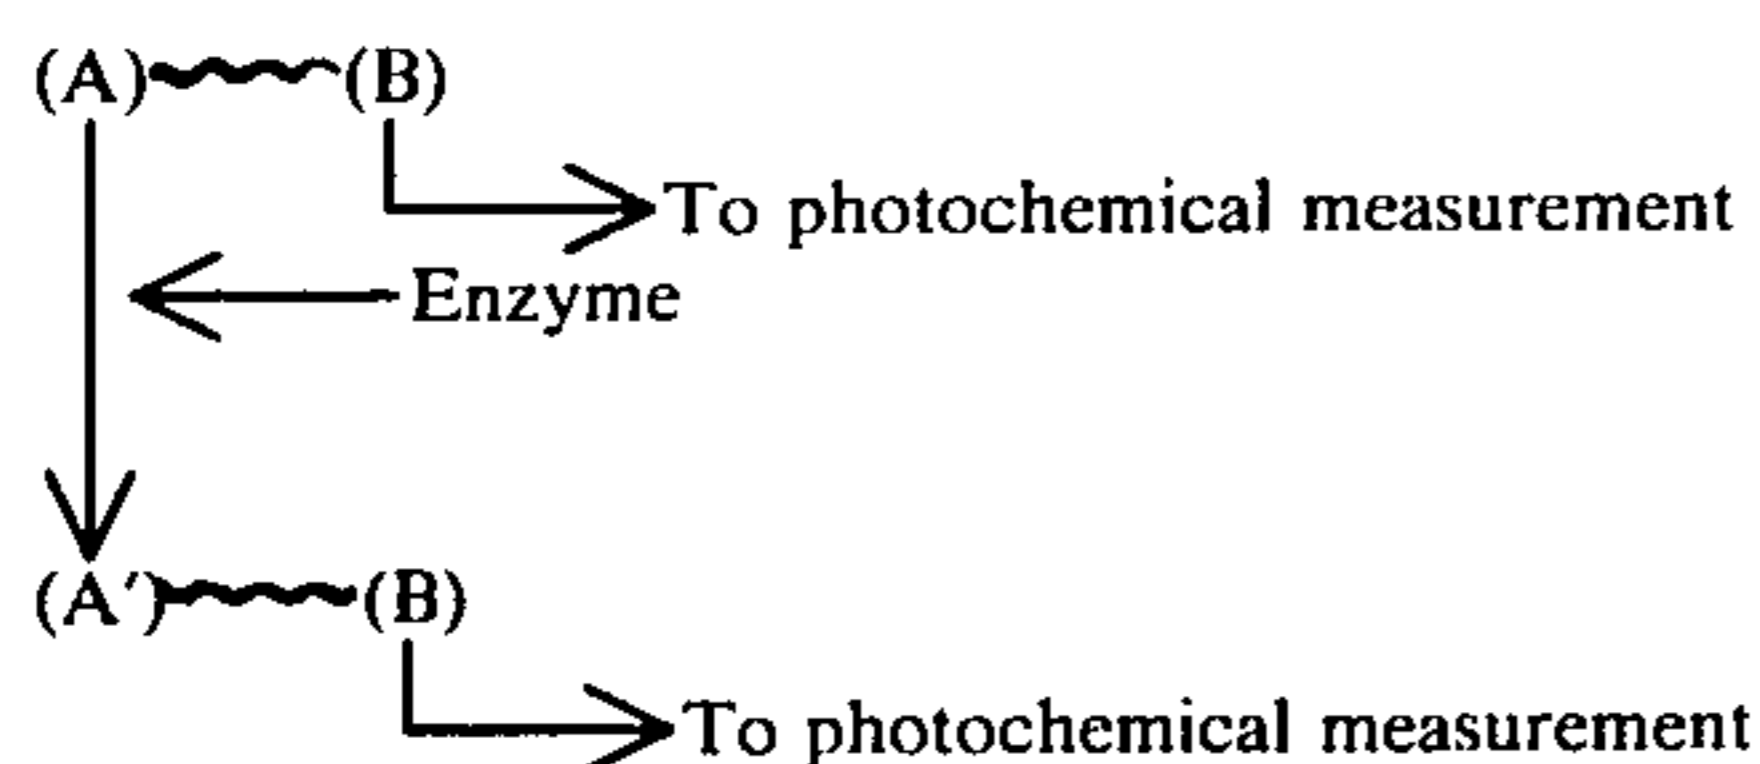 (A) (B)
To photochemical measurement
Enzyme
(A′) (B)
To photochemical measurement